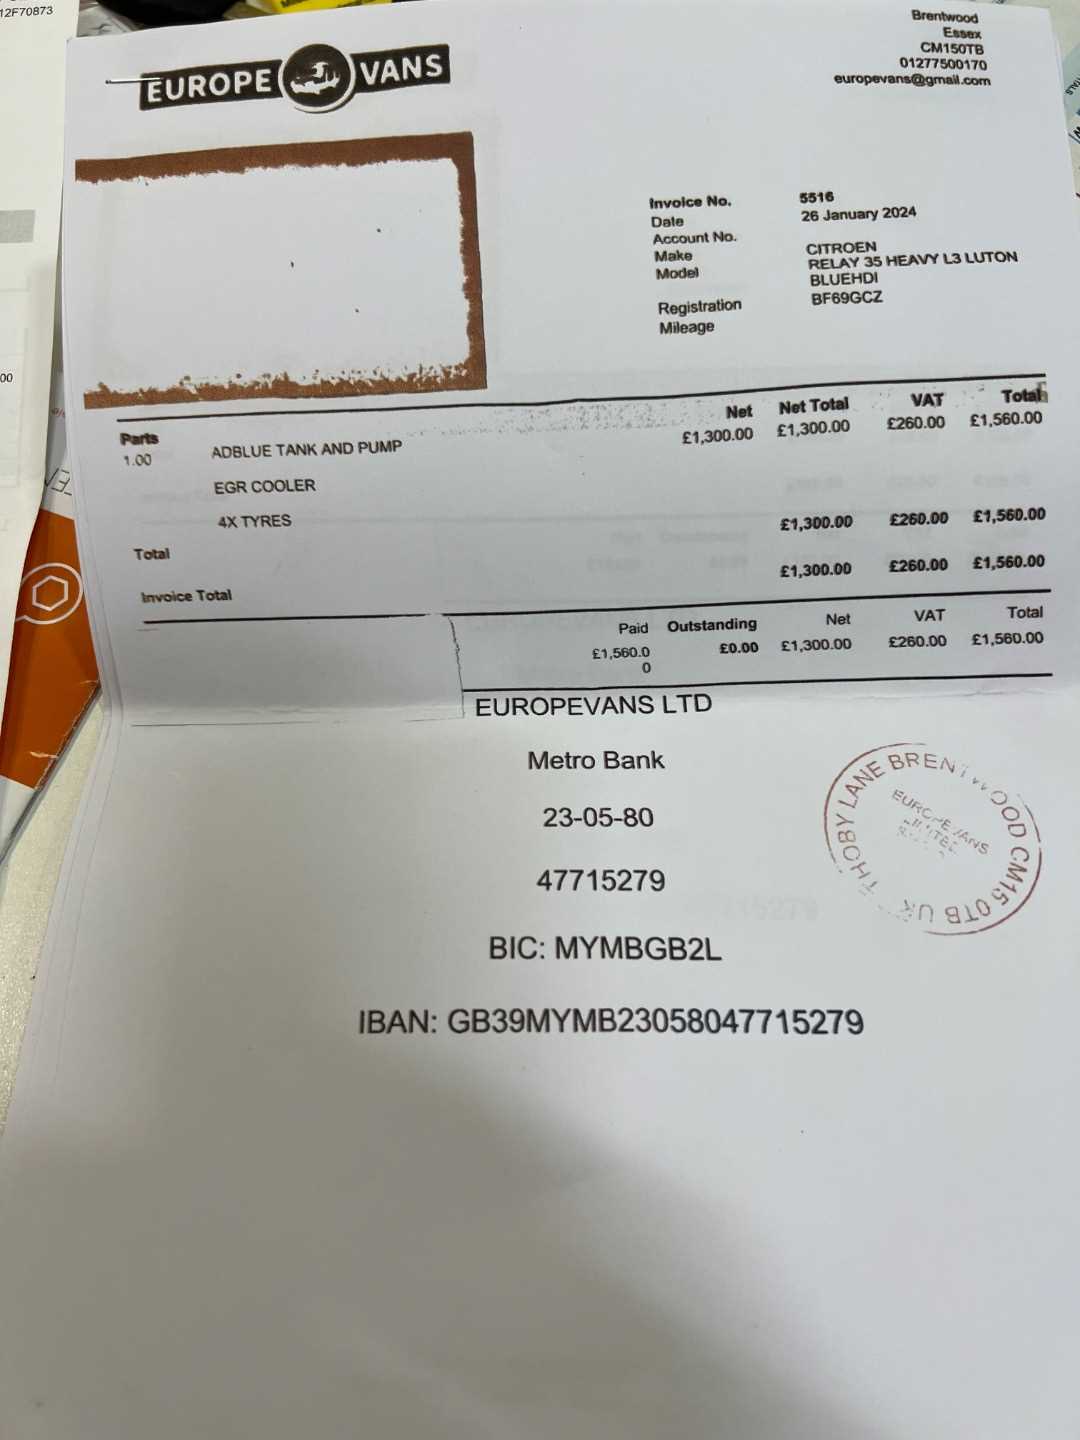 12F70873
EUROPE VANS
Brentwood
Essex
CM150TB
01277500170
europevans@gmail.com
Invoice No. 5516
Date 26 January 2024
Account No.
Make CITROEN
Model RELAY 35 HEAVY L3 LUTON
BLUEHDI
Registration BF69GCZ
Mileage
Net Net Total VAT Total
Parts
1.00 ADBLUE TANK AND PUMP £1,300.00 £1,300.00 £260.00 £1,560.00
EGR COOLER
4X TYRES
Total £1,300.00 £260.00 £1,560.00
Invoice Total £1,300.00 £260.00 £1,560.00
Paid Outstanding Net VAT Total
£1,560.0 £0.00 £1,300.00 £260.00 £1,560.00
0
EUROPEVANS LTD
Metro Bank
23-05-80
47715279
BIC: MYMBGB2L
IBAN: GB39MYMB23058047715279
THOBY LANE BRENTWOOD CM15 0TB UK
EUROPEVANS
LIMITED
00